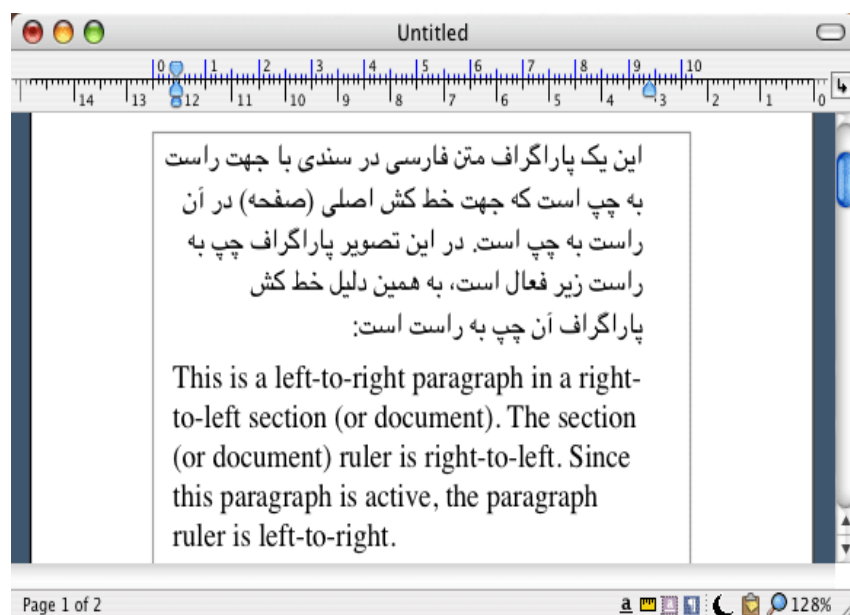 Untitled
0 1 2 3 4 5 6 7 8 9 10
14 13 12 11 10 9 8 7 6 5 4 3 2 1 0
این یک پاراگراف متن فارسی در سندی با جهت راست
به چپ است که جهت خط کش اصلی (صفحه) در آن
راست به چپ است. در این تصویر پاراگراف چپ به
راست زیر فعال است، به همین دلیل خط کش
پاراگراف آن چپ به راست است:
This is a left-to-right paragraph in a right-
to-left section (or document). The section
(or document) ruler is right-to-left. Since
this paragraph is active, the paragraph
ruler is left-to-right.
Page 1 of 2
a
128%